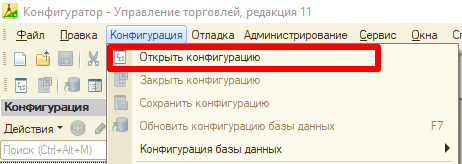 Конфигуратор - Управление торговлей, редакция 11
Файл Правка Конфигурация Отладка Администрирование Сервис Окна
Открыть конфигурацию
Закрыть конфигурацию
Сохранить конфигурацию
Обновить конфигурацию базы данных F7
Конфигурация базы данных
Конфигурация
Действия
Поиск (Ctrl+Alt+M)